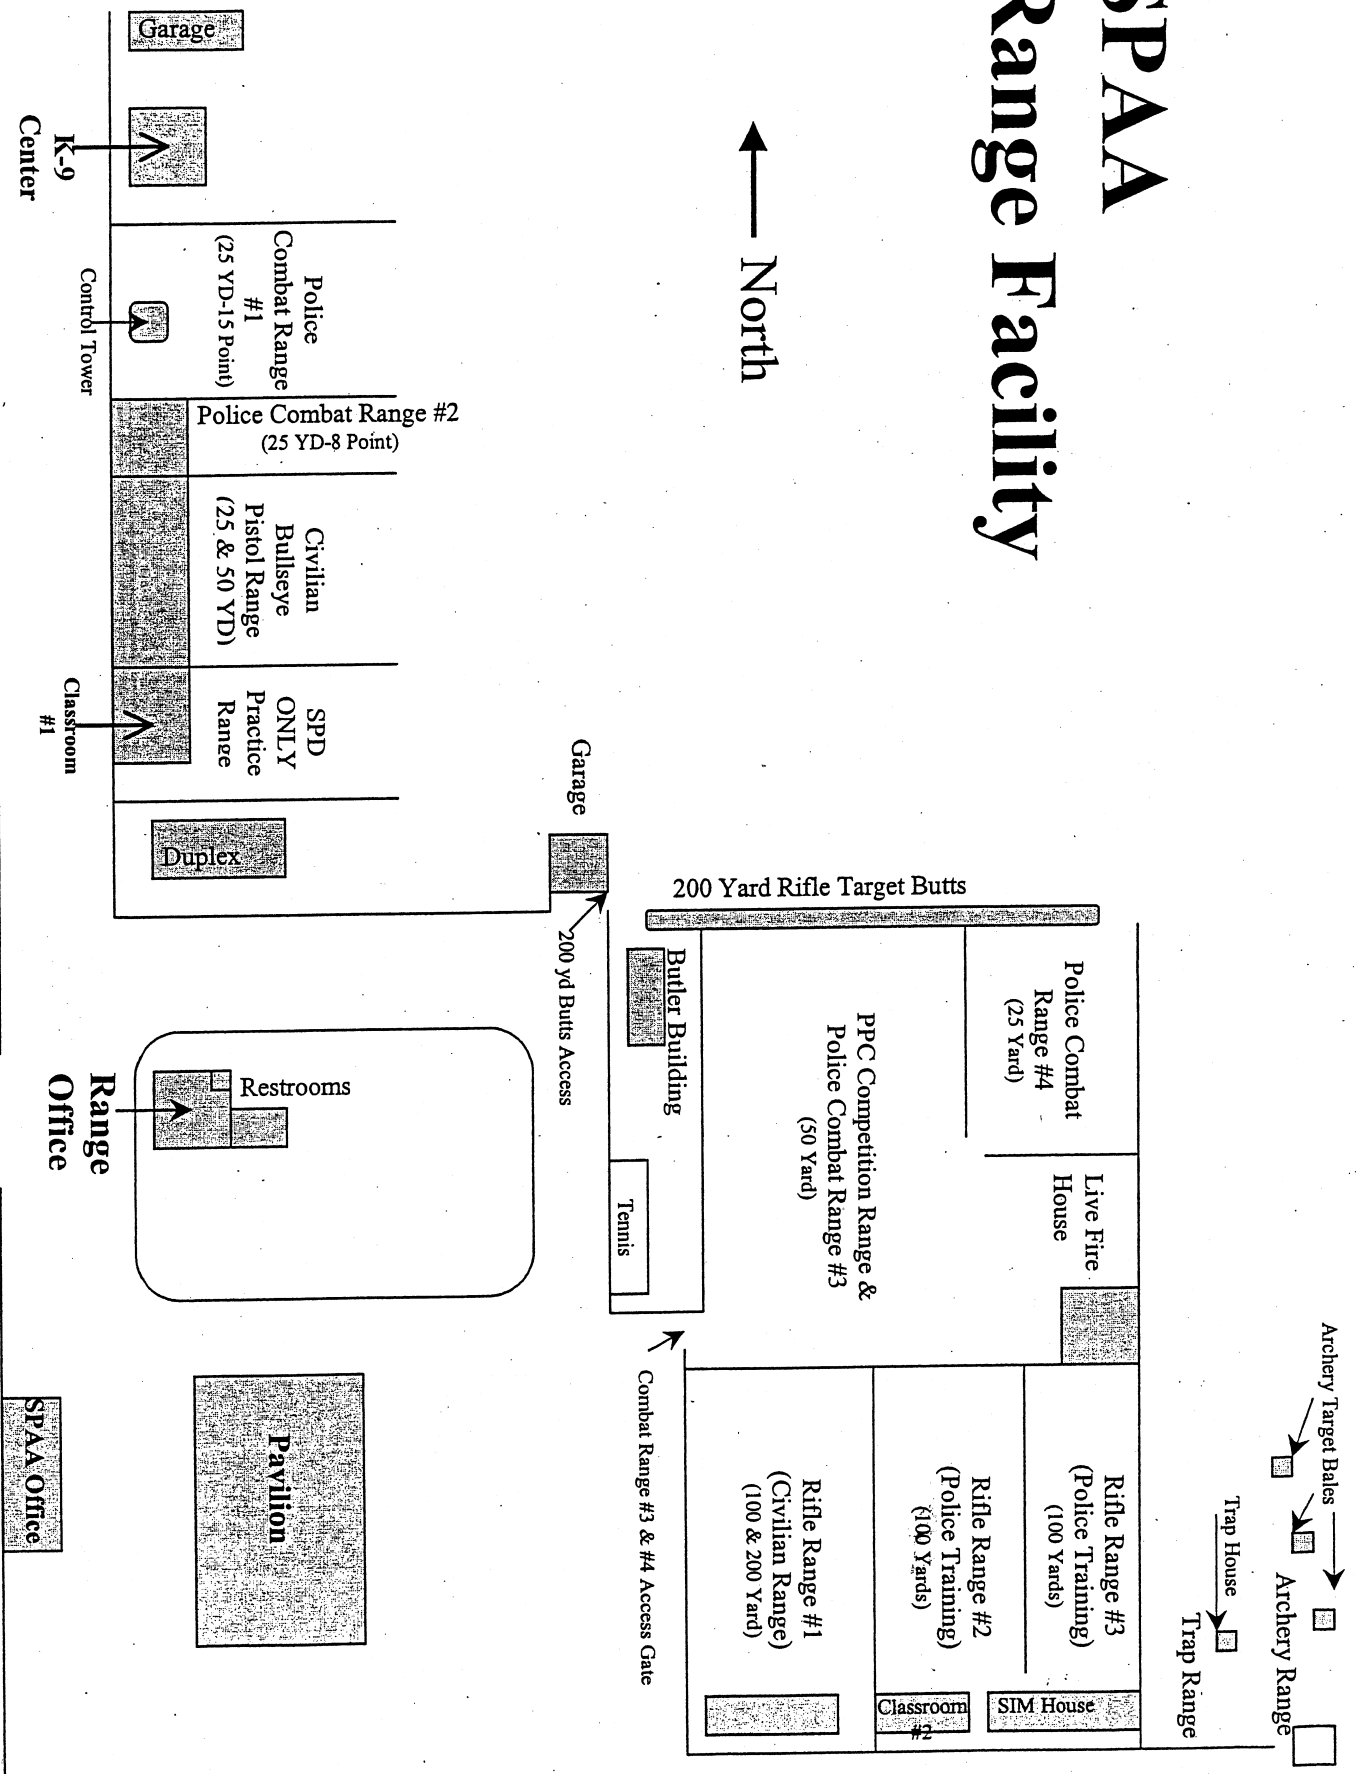 SPAA
Range Facility
North
Garage
K-9
Center
Police
Combat Range
#1
(25 YD-15 Point)
Control Tower
Police Combat Range #2
(25 YD-8 Point)
Civilian
Bullseye
Pistol Range
(25 & 50 YD)
SPD
ONLY
Practice
Range
Classroom
#1
Duplex
Garage
200 yd Butts Access
200 Yard Rifle Target Butts
Butler Building
Tennis
Police Combat
Range #4
(25 Yard)
PPC Competition Range &
Police Combat Range #3
(50 Yard)
Live Fire
House
Restrooms
Range
Office
Combat Range #3 & #4 Access Gate
Pavilion
SPAA Office
Rifle Range #1
(Civilian Range)
(100 & 200 Yard)
Rifle Range #2
(Police Training)
(100 Yards)
Rifle Range #3
(Police Training)
(100 Yards)
Classroom
#2
SIM House
Archery Target Bales
Trap House
Archery Range
Trap Range